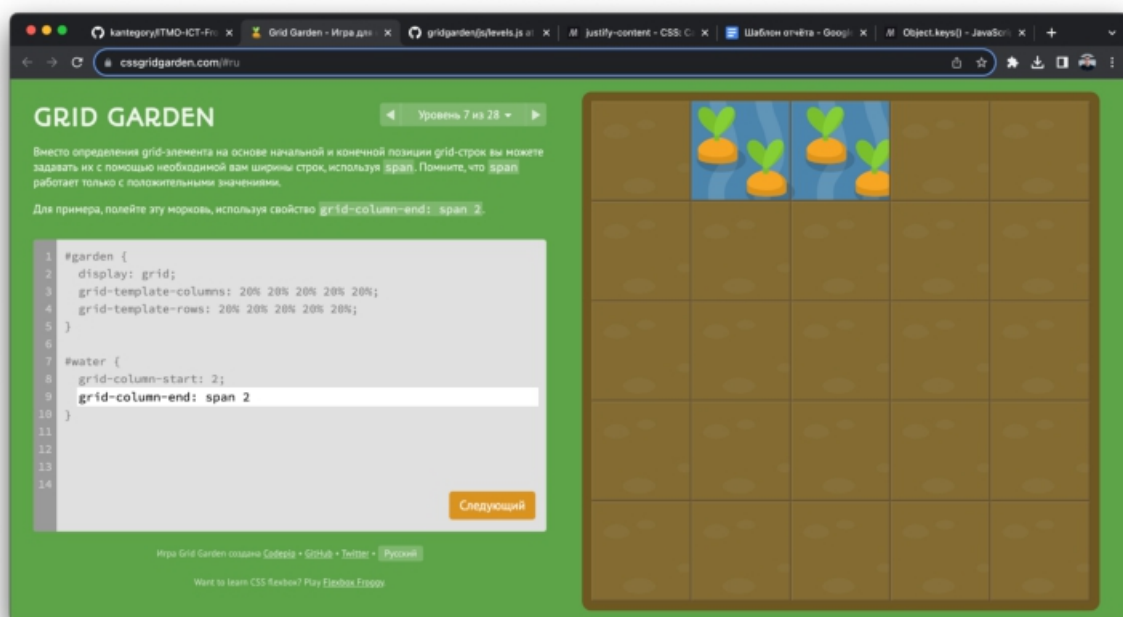 kantegory/ITMO-ICT-Fro
Grid Garden - Игра для
gridgarden/js/levels.js at
justify-content - CSS: C
Шаблон отчёта - Googl
Object.keys() - JavaScri
cssgridgarden.com/#ru
GRID GARDEN
Уровень 7 из 28
Вместо определения grid-элемента на основе начальной и конечной позиции grid-строк вы можете
задавать их с помощью необходимой вам ширины строк, используя span. Помните, что span
работает только с положительными значениями.
Для примера, полейте эту морковь, используя свойство grid-column-end: span 2.
1 #garden {
2 display: grid;
3 grid-template-columns: 20% 20% 20% 20% 20%;
4 grid-template-rows: 20% 20% 20% 20% 20%;
5 }
6
7 #water {
8 grid-column-start: 2;
9 grid-column-end: span 2
10 }
11
12
13
14
Следующий
Игра Grid Garden создана Codepip • GitHub • Twitter • Русский
Want to learn CSS flexbox? Play Flexbox Froggy.